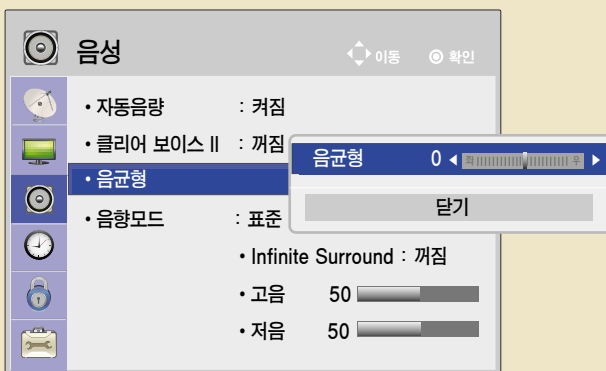 음성 이동 확인
• 자동음량 : 켜짐
• 클리어 보이스 II : 꺼짐
• 음균형
음균형 0 좌 우
닫기
• 음향모드 : 표준
• Infinite Surround : 꺼짐
• 고음 50
• 저음 50